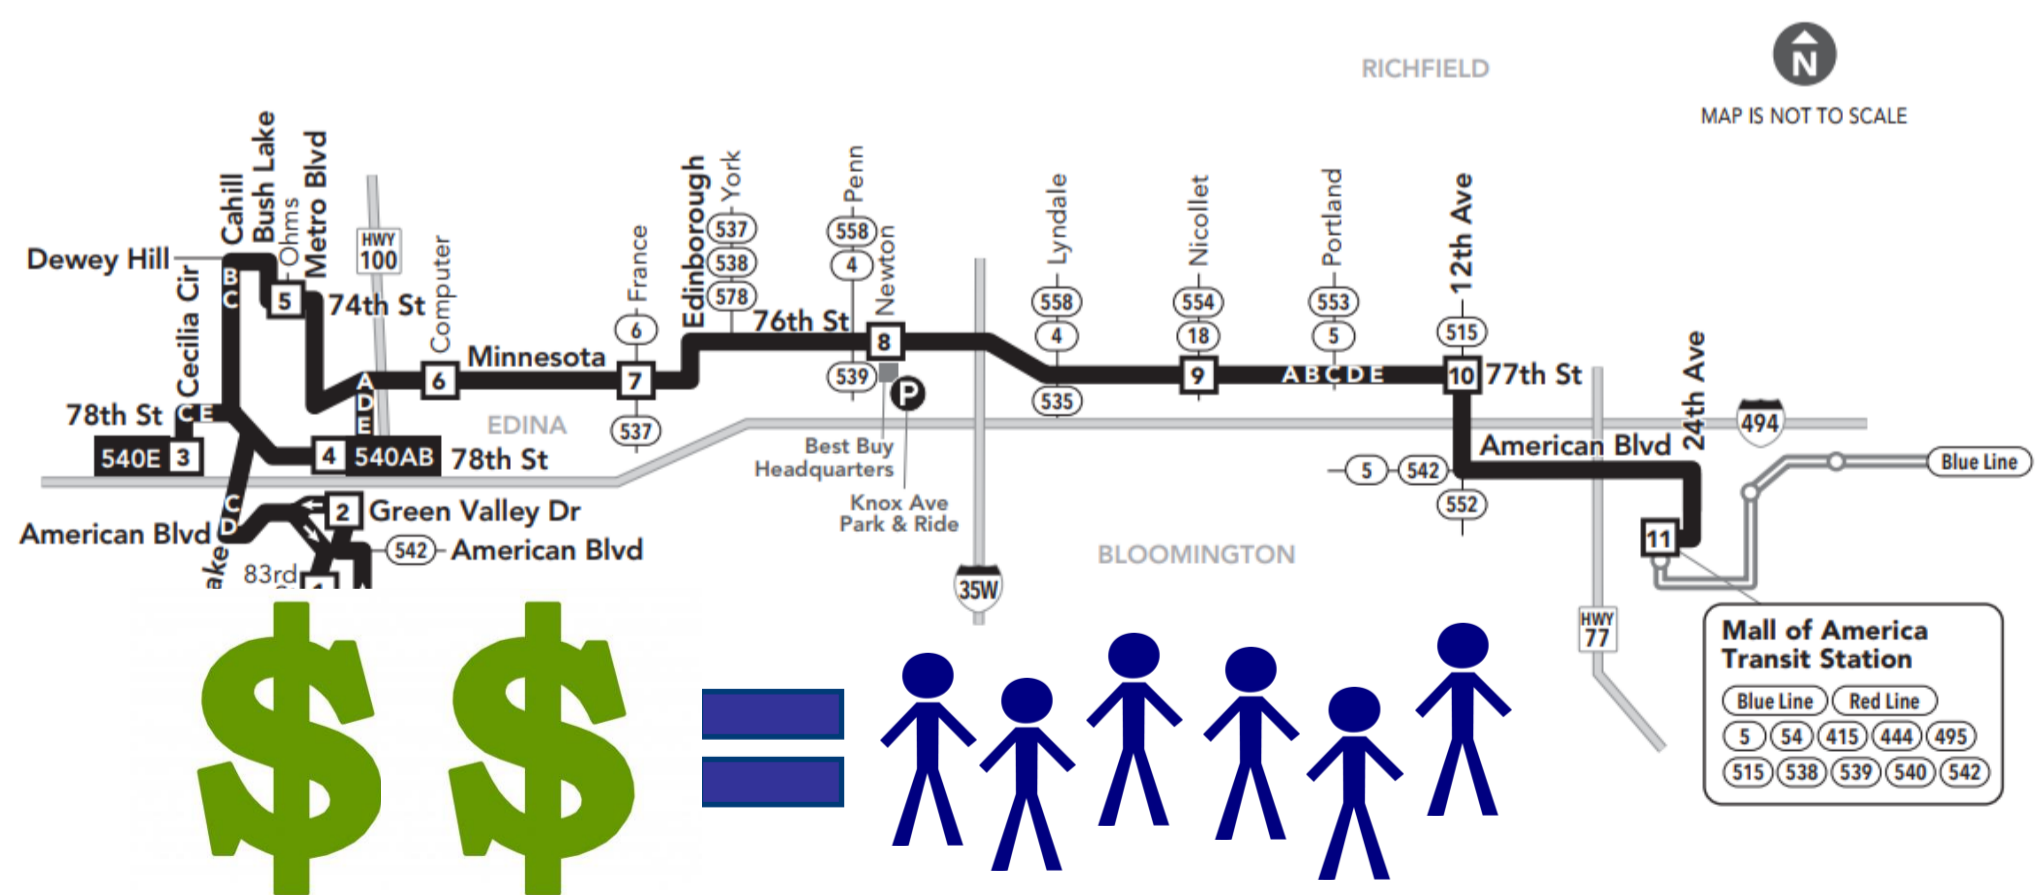 RICHFIELD
N
MAP IS NOT TO SCALE
Cahill
Bush Lake
Ohms
Metro Blvd
Dewey Hill
Cecilia Cir
B
C
5
74th St
HWY
100
Computer
France
6
Edinborough
York
537
538
578
76th St
Penn
558
4
Newton
8
539
P
Best Buy
Headquarters
Knox Ave
Park & Ride
Lyndale
558
4
535
Nicollet
554
18
9
Portland
553
5
A B C D E
12th Ave
515
10
77th St
24th Ave
494
American Blvd
5
542
552
Blue Line
11
78th St
C E
540E 3
4 540AB
78th St
A
D
E
6
Minnesota
7
537
EDINA
C
D
American Blvd
ake
2
Green Valley Dr
542
American Blvd
83rd
BLOOMINGTON
35W
HWY
77
Mall of America
Transit Station
Blue Line Red Line
5 54 415 444 495
515 538 539 540 542
$ $ =